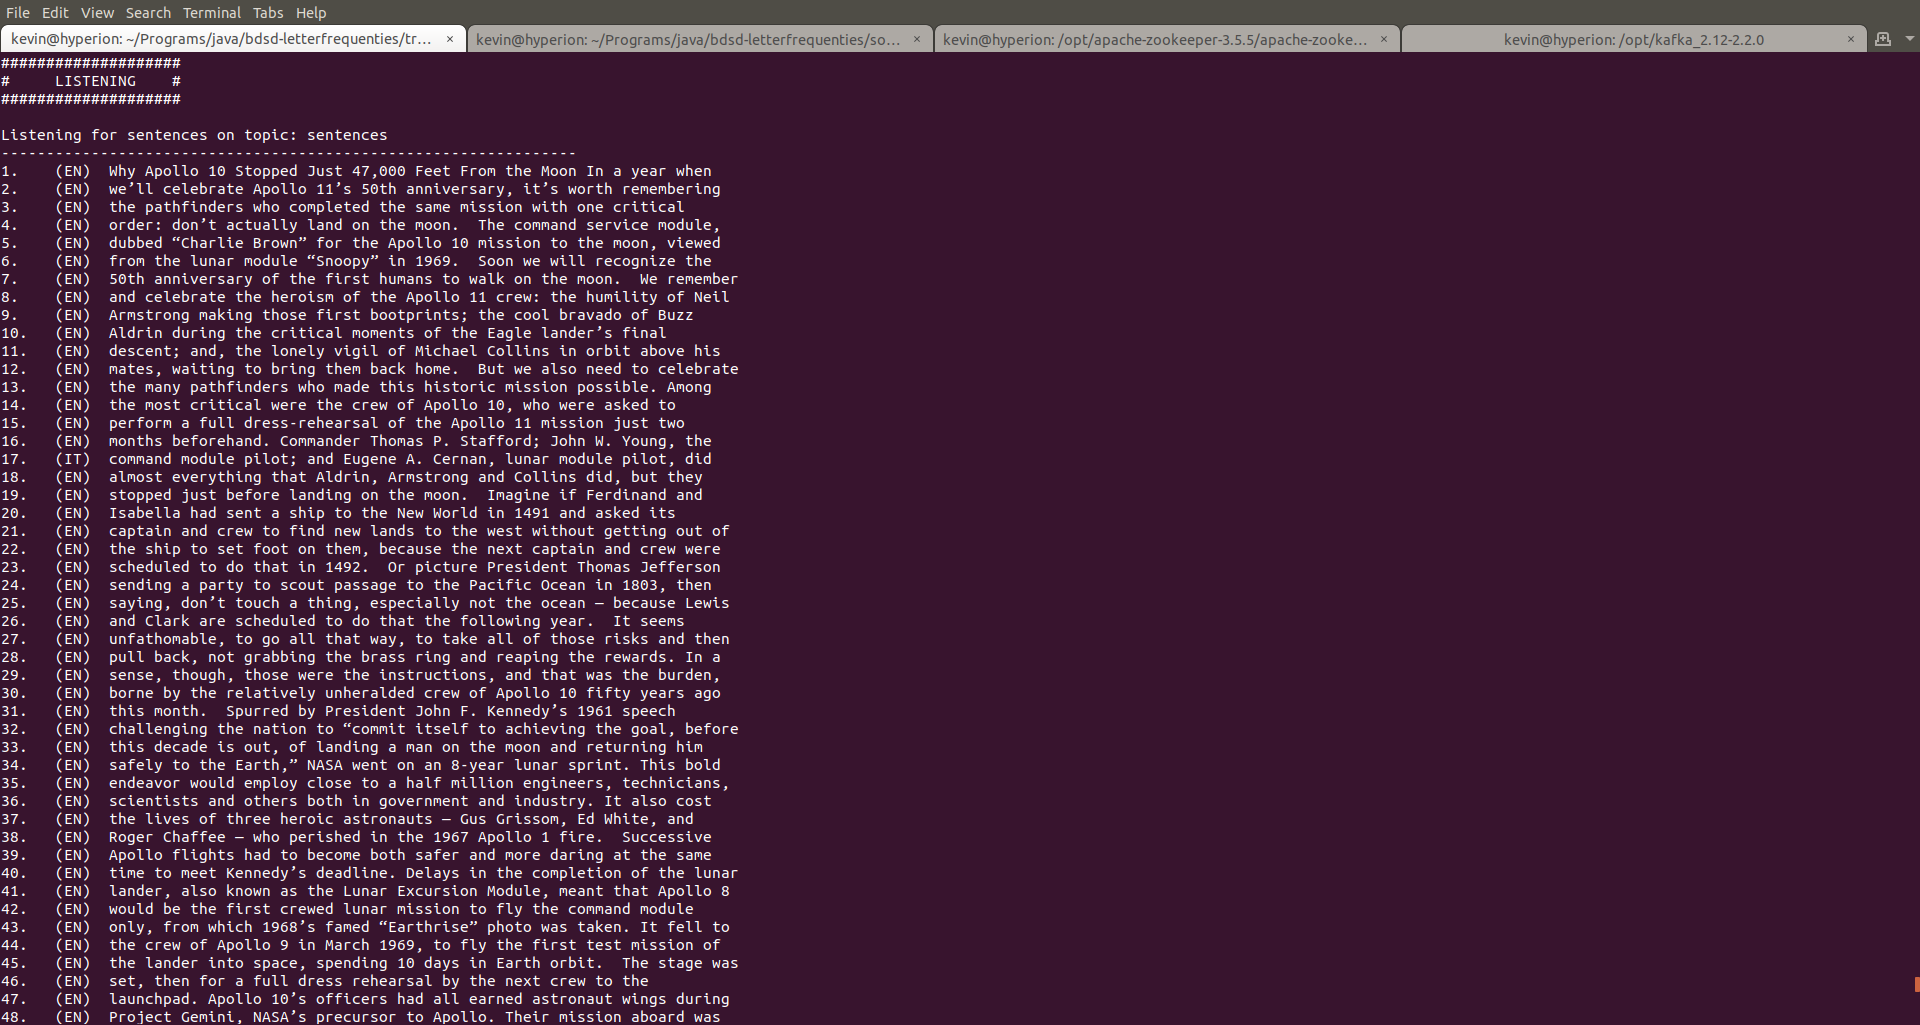 File Edit View Search Terminal Tabs Help
kevin@hyperion: ~/Programs/java/bdsd-letterfrequenties/tr... × kevin@hyperion: ~/Programs/java/bdsd-letterfrequenties/so... × kevin@hyperion: /opt/apache-zookeeper-3.5.5/apache-zooke... × kevin@hyperion: /opt/kafka_2.12-2.2.0 ×
####################
#     LISTENING    #
####################
Listening for sentences on topic: sentences
----------------------------------------------------------------
1. (EN) Why Apollo 10 Stopped Just 47,000 Feet From the Moon In a year when
2. (EN) we’ll celebrate Apollo 11’s 50th anniversary, it’s worth remembering
3. (EN) the pathfinders who completed the same mission with one critical
4. (EN) order: don’t actually land on the moon.  The command service module,
5. (EN) dubbed “Charlie Brown” for the Apollo 10 mission to the moon, viewed
6. (EN) from the lunar module “Snoopy” in 1969.  Soon we will recognize the
7. (EN) 50th anniversary of the first humans to walk on the moon.  We remember
8. (EN) and celebrate the heroism of the Apollo 11 crew: the humility of Neil
9. (EN) Armstrong making those first bootprints; the cool bravado of Buzz
10. (EN) Aldrin during the critical moments of the Eagle lander’s final
11. (EN) descent; and, the lonely vigil of Michael Collins in orbit above his
12. (EN) mates, waiting to bring them back home.  But we also need to celebrate
13. (EN) the many pathfinders who made this historic mission possible. Among
14. (EN) the most critical were the crew of Apollo 10, who were asked to
15. (EN) perform a full dress-rehearsal of the Apollo 11 mission just two
16. (EN) months beforehand. Commander Thomas P. Stafford; John W. Young, the
17. (IT) command module pilot; and Eugene A. Cernan, lunar module pilot, did
18. (EN) almost everything that Aldrin, Armstrong and Collins did, but they
19. (EN) stopped just before landing on the moon.  Imagine if Ferdinand and
20. (EN) Isabella had sent a ship to the New World in 1491 and asked its
21. (EN) captain and crew to find new lands to the west without getting out of
22. (EN) the ship to set foot on them, because the next captain and crew were
23. (EN) scheduled to do that in 1492.  Or picture President Thomas Jefferson
24. (EN) sending a party to scout passage to the Pacific Ocean in 1803, then
25. (EN) saying, don’t touch a thing, especially not the ocean — because Lewis
26. (EN) and Clark are scheduled to do that the following year.  It seems
27. (EN) unfathomable, to go all that way, to take all of those risks and then
28. (EN) pull back, not grabbing the brass ring and reaping the rewards. In a
29. (EN) sense, though, those were the instructions, and that was the burden,
30. (EN) borne by the relatively unheralded crew of Apollo 10 fifty years ago
31. (EN) this month.  Spurred by President John F. Kennedy’s 1961 speech
32. (EN) challenging the nation to “commit itself to achieving the goal, before
33. (EN) this decade is out, of landing a man on the moon and returning him
34. (EN) safely to the Earth,” NASA went on an 8-year lunar sprint. This bold
35. (EN) endeavor would employ close to a half million engineers, technicians,
36. (EN) scientists and others both in government and industry. It also cost
37. (EN) the lives of three heroic astronauts — Gus Grissom, Ed White, and
38. (EN) Roger Chaffee — who perished in the 1967 Apollo 1 fire.  Successive
39. (EN) Apollo flights had to become both safer and more daring at the same
40. (EN) time to meet Kennedy’s deadline. Delays in the completion of the lunar
41. (EN) lander, also known as the Lunar Excursion Module, meant that Apollo 8
42. (EN) would be the first crewed lunar mission to fly the command module
43. (EN) only, from which 1968’s famed “Earthrise” photo was taken. It fell to
44. (EN) the crew of Apollo 9 in March 1969, to fly the first test mission of
45. (EN) the lander into space, spending 10 days in Earth orbit.  The stage was
46. (EN) set, then for a full dress rehearsal by the next crew to the
47. (EN) launchpad. Apollo 10’s officers had all earned astronaut wings during
48. (EN) Project Gemini, NASA’s precursor to Apollo. Their mission aboard was